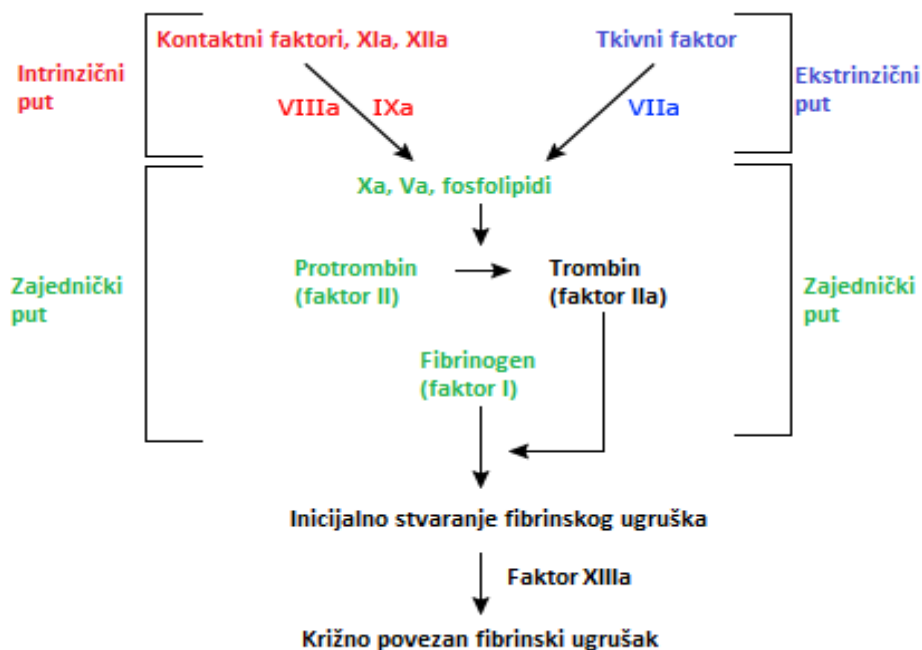 Kontaktni faktori, XIa, XIIa
Tkivni faktor
Intrinzični
put
Ekstrinzični
put
VIIIa
IXa
VIIa
Xa, Va, fosfolipidi
Zajednički
put
Protrombin
(faktor II)
Trombin
(faktor IIa)
Zajednički
put
Fibrinogen
(faktor I)
Inicijalno stvaranje fibrinskog ugruška
Faktor XIIIa
Križno povezan fibrinski ugrušak